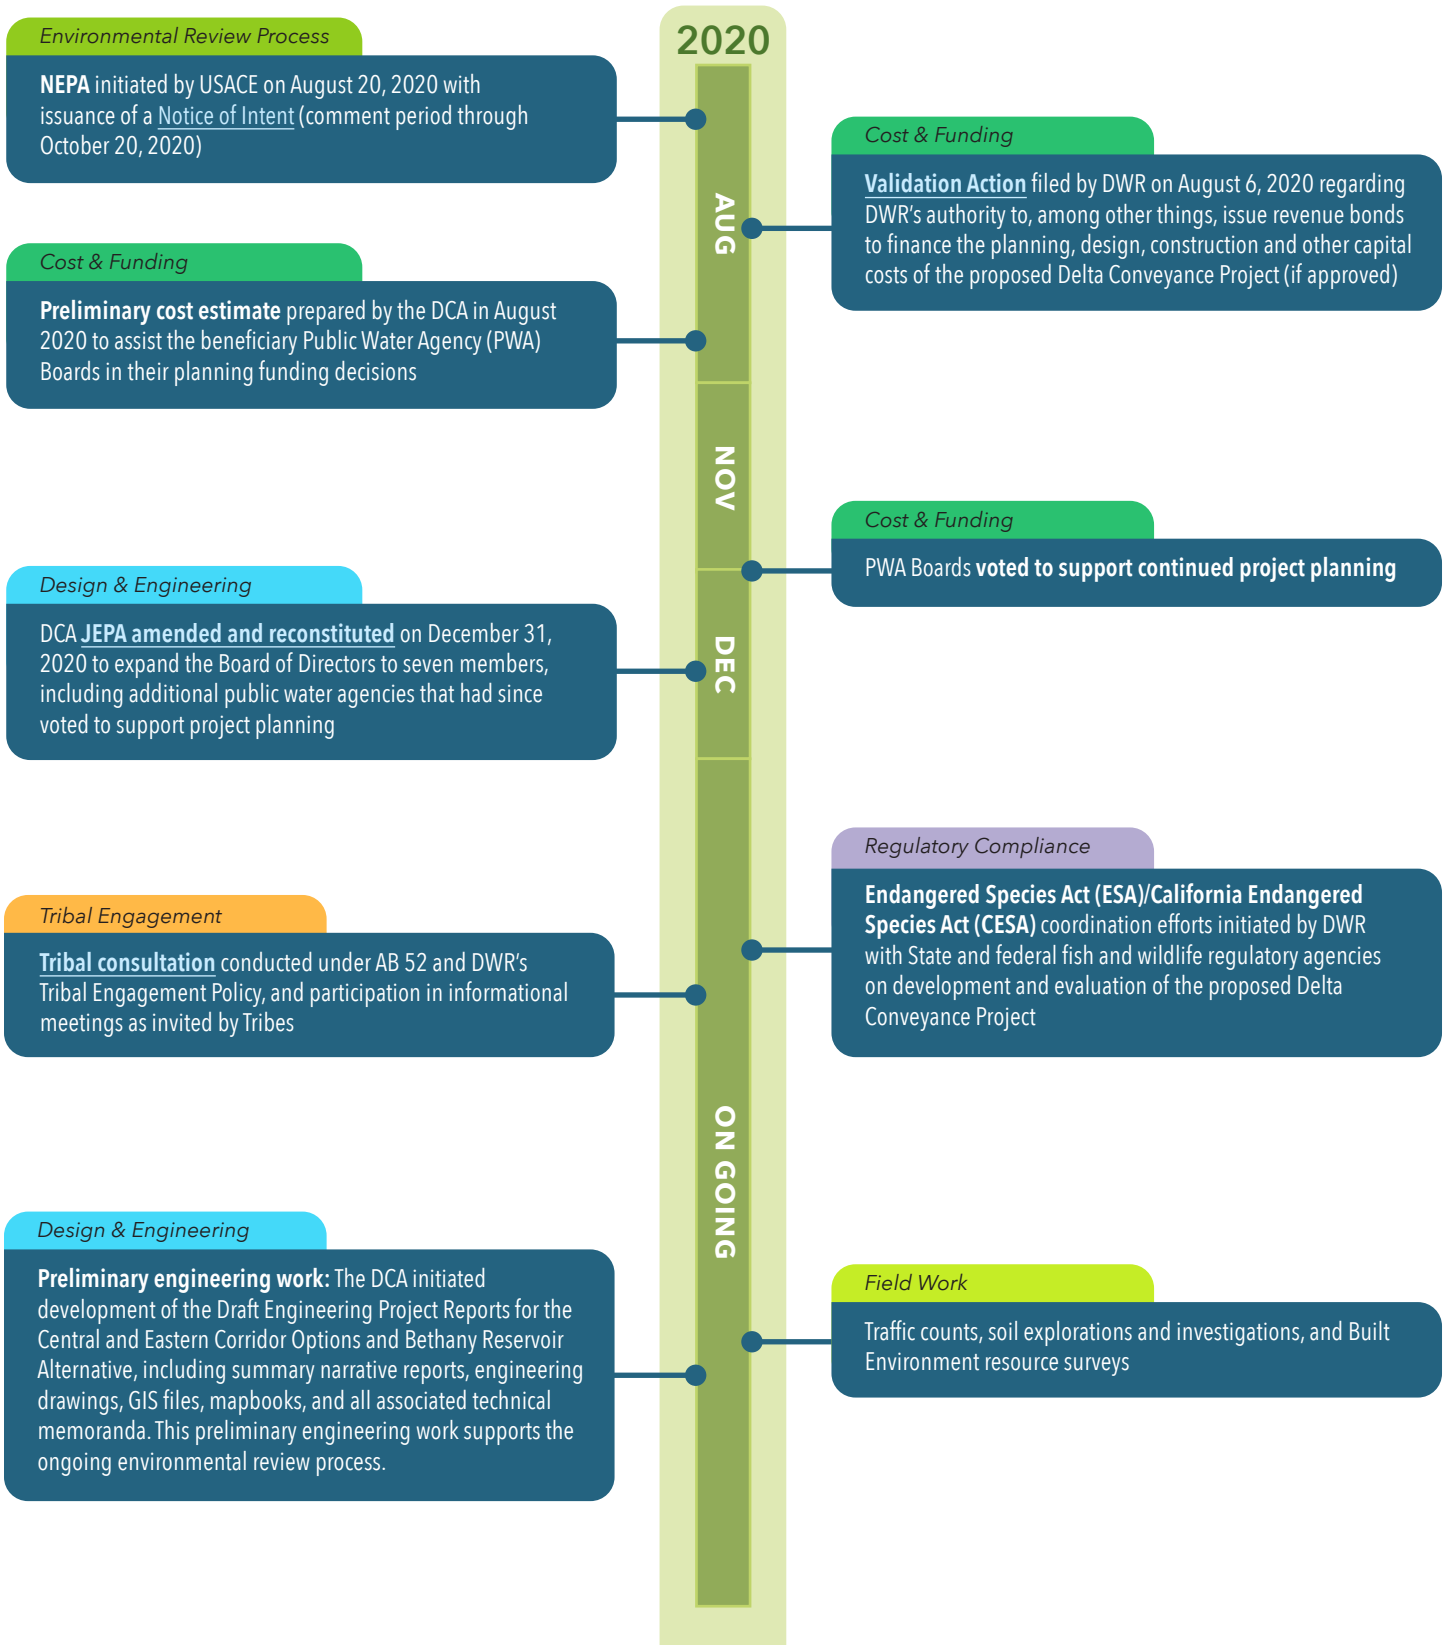 2020
Environmental Review Process
NEPA initiated by USACE on August 20, 2020 with
issuance of a Notice of Intent (comment period through
October 20, 2020)
AUG
Cost & Funding
Validation Action filed by DWR on August 6, 2020 regarding
DWR’s authority to, among other things, issue revenue bonds
to finance the planning, design, construction and other capital
costs of the proposed Delta Conveyance Project (if approved)
Cost & Funding
Preliminary cost estimate prepared by the DCA in August
2020 to assist the beneficiary Public Water Agency (PWA)
Boards in their planning funding decisions
NOV
Cost & Funding
PWA Boards voted to support continued project planning
DEC
Design & Engineering
DCA JEPA amended and reconstituted on December 31,
2020 to expand the Board of Directors to seven members,
including additional public water agencies that had since
voted to support project planning
ON GOING
Regulatory Compliance
Endangered Species Act (ESA)/California Endangered
Species Act (CESA) coordination efforts initiated by DWR
with State and federal fish and wildlife regulatory agencies
on development and evaluation of the proposed Delta
Conveyance Project
Tribal Engagement
Tribal consultation conducted under AB 52 and DWR’s
Tribal Engagement Policy, and participation in informational
meetings as invited by Tribes
Design & Engineering
Preliminary engineering work: The DCA initiated
development of the Draft Engineering Project Reports for the
Central and Eastern Corridor Options and Bethany Reservoir
Alternative, including summary narrative reports, engineering
drawings, GIS files, mapbooks, and all associated technical
memoranda. This preliminary engineering work supports the
ongoing environmental review process.
Field Work
Traffic counts, soil explorations and investigations, and Built
Environment resource surveys